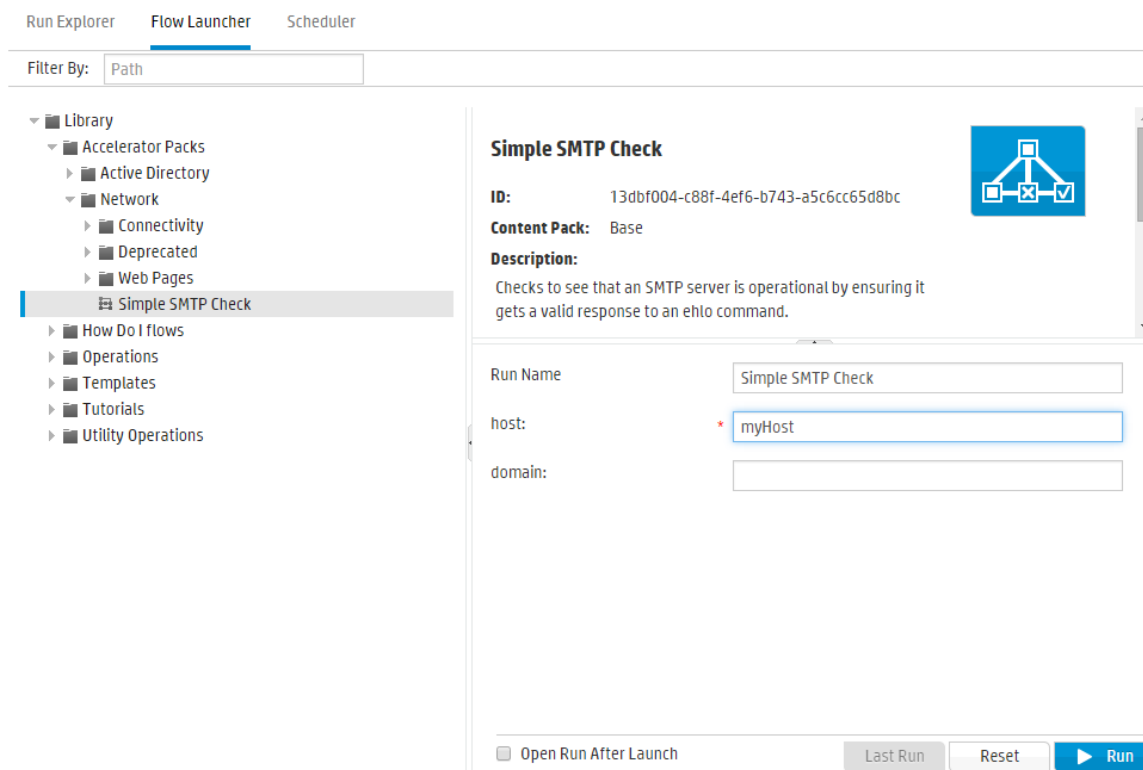 Run Explorer Flow Launcher Scheduler
Filter By: Path
Library
Accelerator Packs
Active Directory
Network
Connectivity
Deprecated
Web Pages
Simple SMTP Check
How Do I flows
Operations
Templates
Tutorials
Utility Operations
Simple SMTP Check
ID: 13dbf004-c88f-4ef6-b743-a5c6cc65d8bc
Content Pack: Base
Description:
Checks to see that an SMTP server is operational by ensuring it
gets a valid response to an ehlo command.
Run Name Simple SMTP Check
host: * myHost
domain:
Open Run After Launch Last Run Reset Run